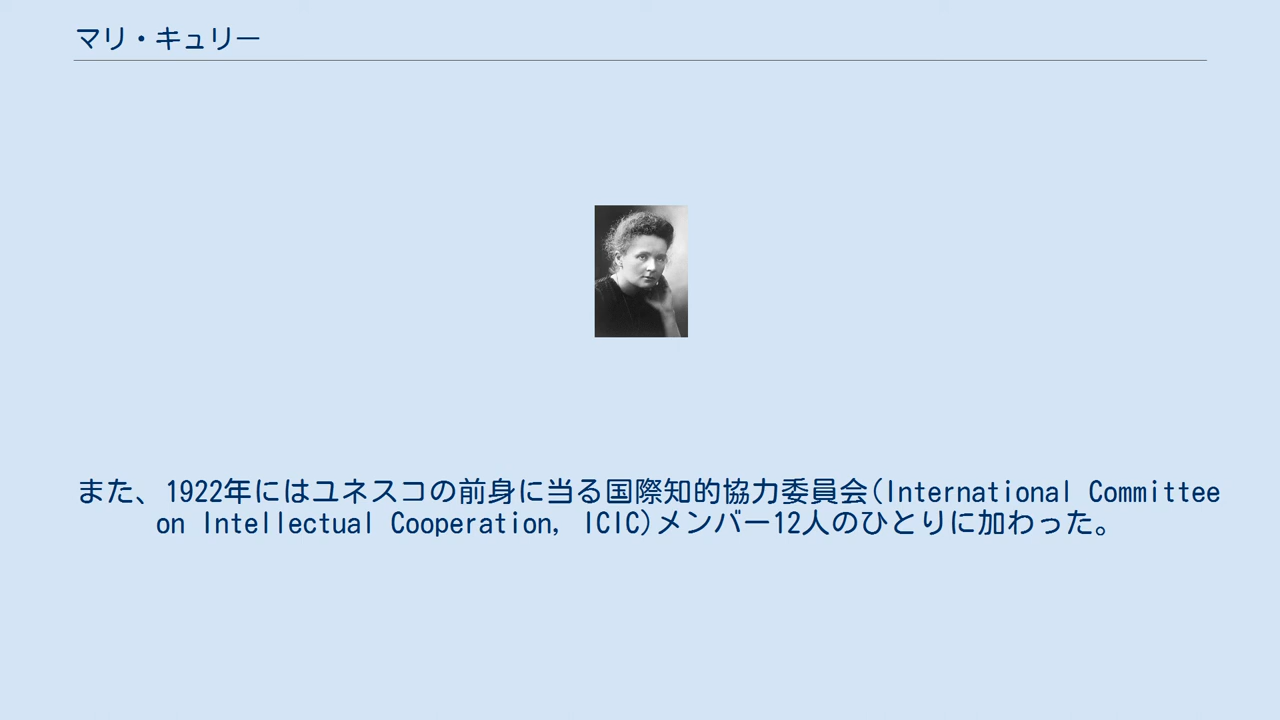 マリ・キュリー
また、1922年にはユネスコの前身に当る国際知的協力委員会(International Committee
on Intellectual Cooperation, ICIC)メンバー12人のひとりに加わった。